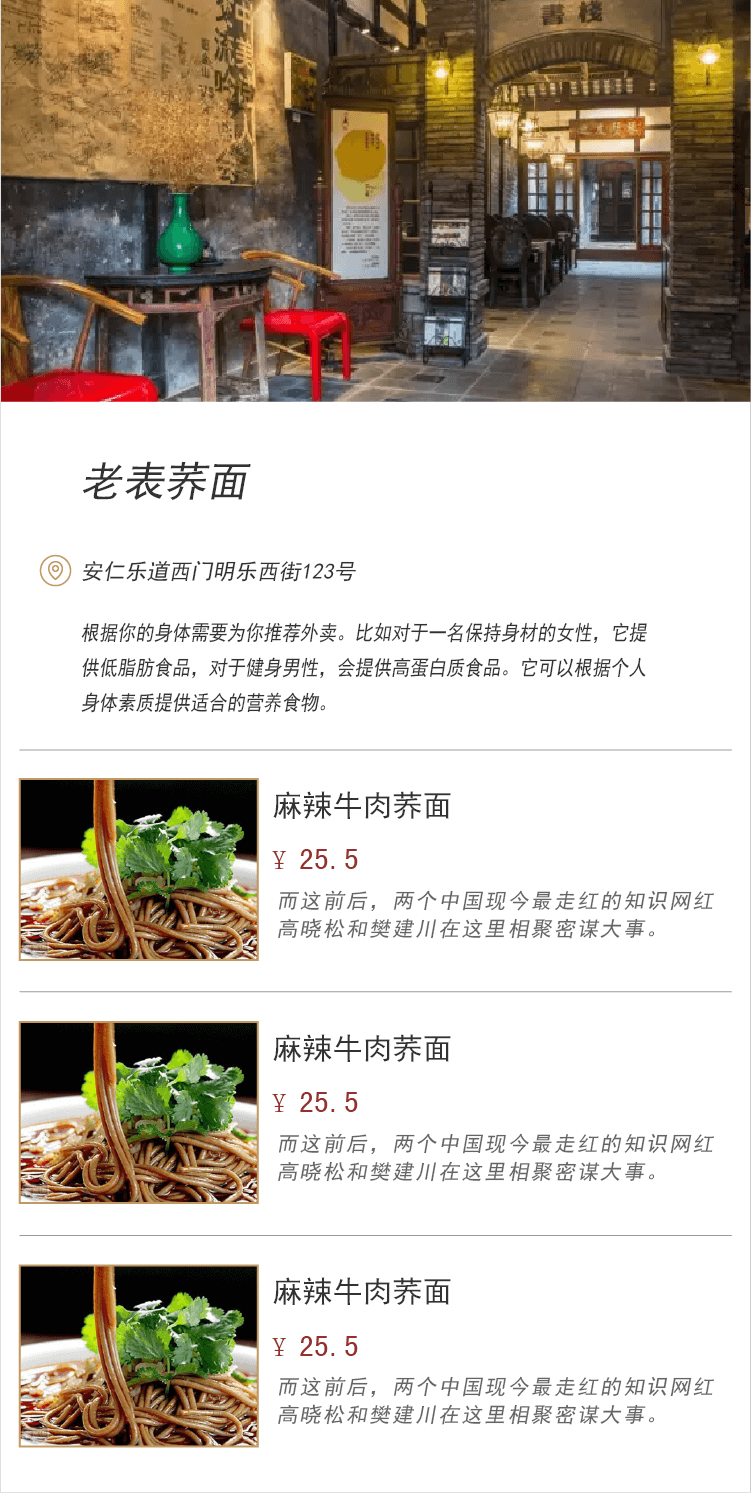 書棧
老表荞面
安仁乐道西门明乐西街123号
根据你的身体需要为你推荐外卖。比如对于一名保持身材的女性，它提
供低脂肪食品，对于健身男性，会提供高蛋白质食品。它可以根据个人
身体素质提供适合的营养食物。
麻辣牛肉荞面
¥ 25.5
而这前后，两个中国现今最走红的知识网红
高晓松和樊建川在这里相聚密谋大事。
麻辣牛肉荞面
¥ 25.5
而这前后，两个中国现今最走红的知识网红
高晓松和樊建川在这里相聚密谋大事。
麻辣牛肉荞面
¥ 25.5
而这前后，两个中国现今最走红的知识网红
高晓松和樊建川在这里相聚密谋大事。